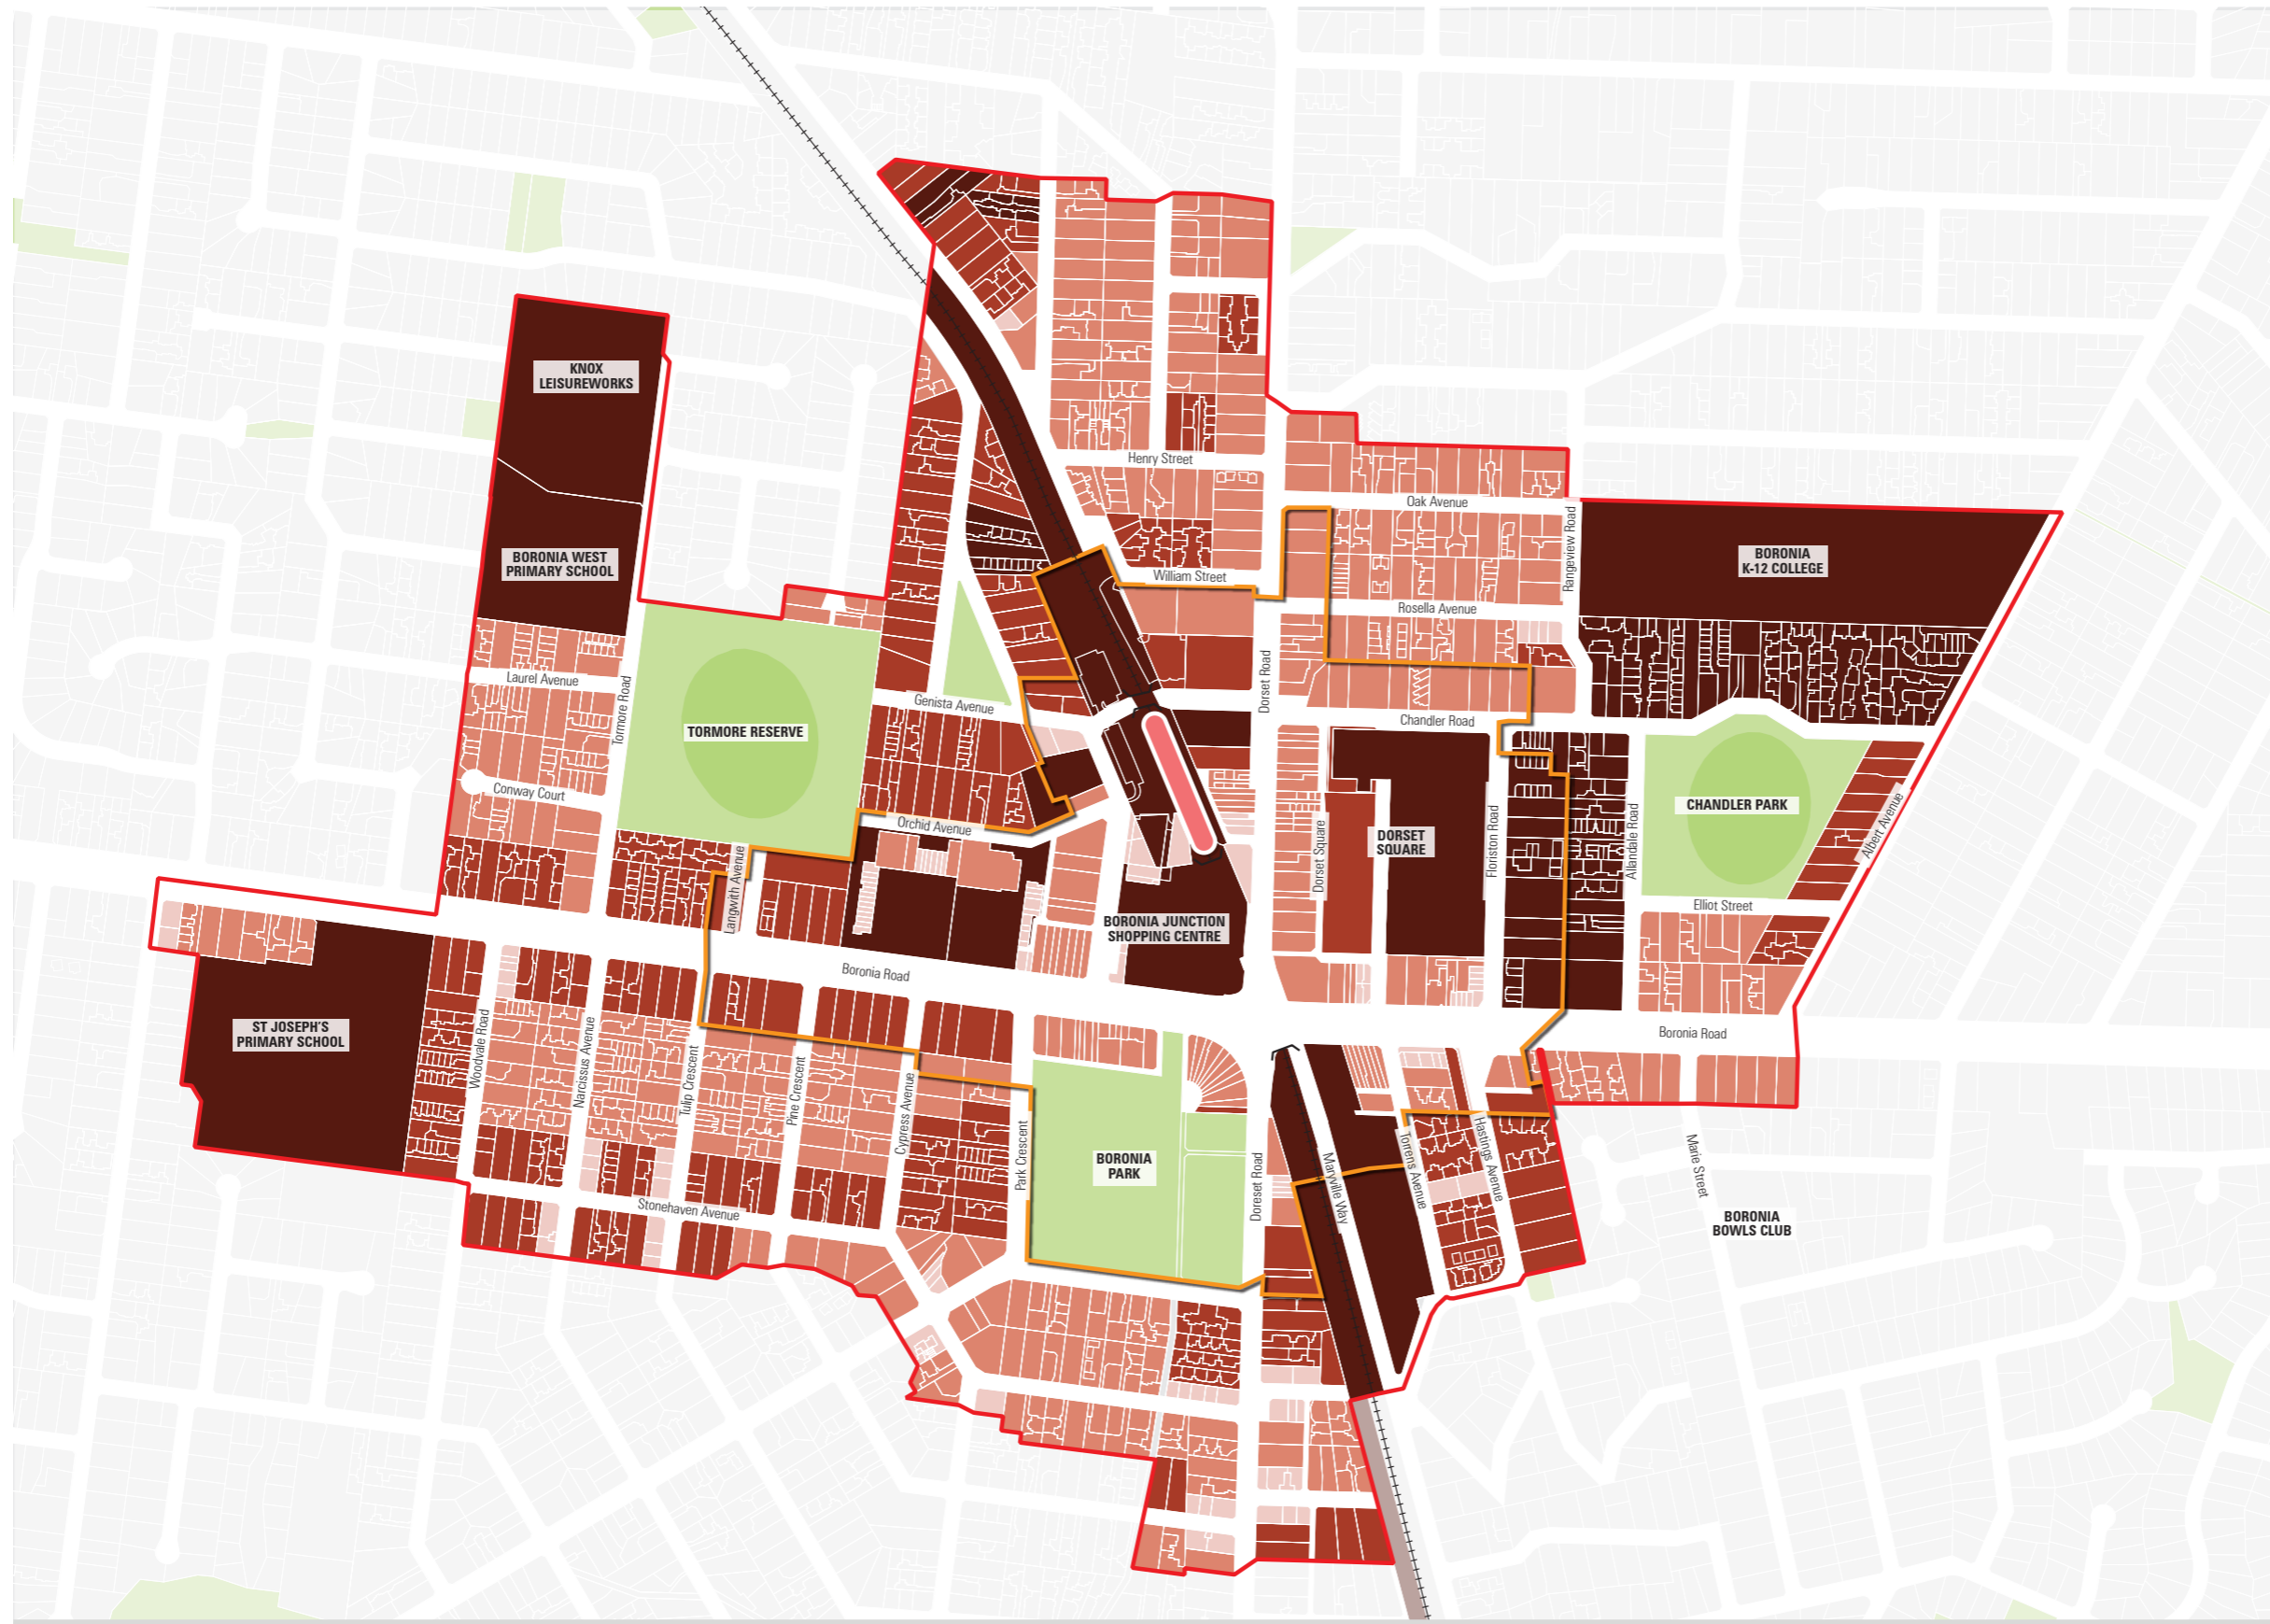 KNOX
LEISUREWORKS
Henry Street
Oak Avenue
Rangeview Road
BORONIA
K-12 COLLEGE
BORONIA WEST
PRIMARY SCHOOL
William Street
Rosella Avenue
Laurel Avenue
Tormore Road
Genista Avenue
Dorset Road
TORMORE RESERVE
Chandler Road
Conway Court
Orchid Avenue
CHANDLER PARK
Albert Avenue
Dorset Square
DORSET
SQUARE
Floriston Road
Allandale Road
Langwith Avenue
Elliot Street
BORONIA JUNCTION
SHOPPING CENTRE
Boronia Road
ST JOSEPH'S
PRIMARY SCHOOL
Boronia Road
Woodvale Road
Narcissus Avenue
Tulip Crescent
Pine Crescent
Cypress Avenue
Park Crescent
BORONIA
PARK
Doreset Road
Maryville Way
Torrens Avenue
Hastings Avenue
Marie Street
Stonehaven Avenue
BORONIA
BOWLS CLUB